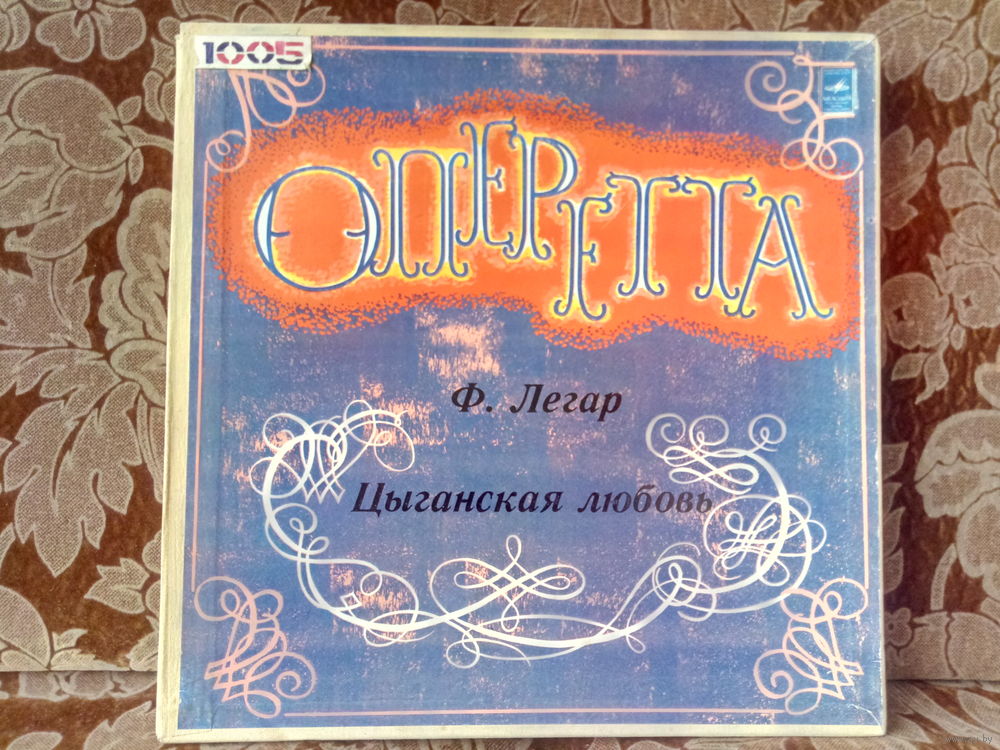 1005
ОПЕРЕТТА
Ф. Легар
Цыганская любовь